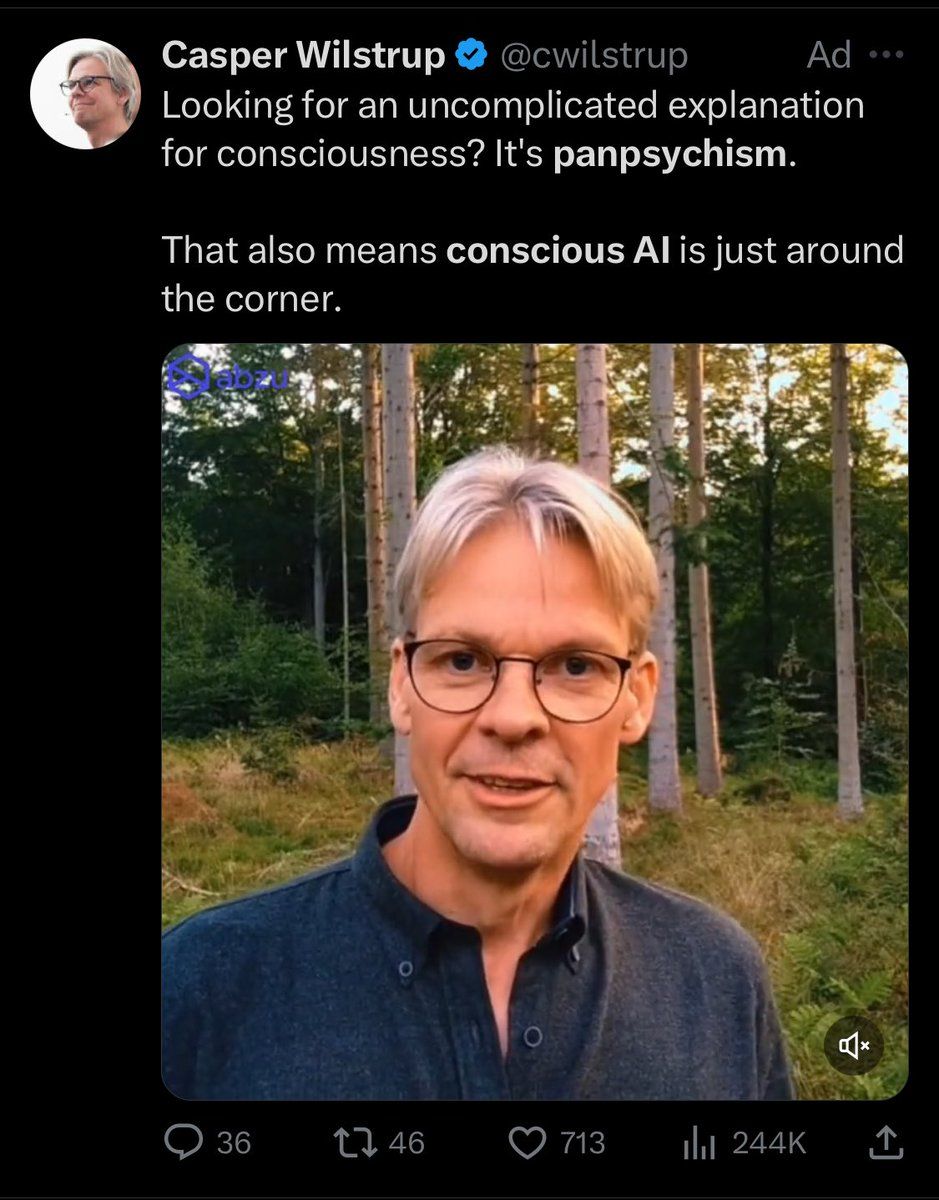 Casper Wilstrup @cwilstrup Ad
Looking for an uncomplicated explanation
for consciousness? It's panpsychism.
That also means conscious AI is just around
the corner.
abzu
36 46 713 244K